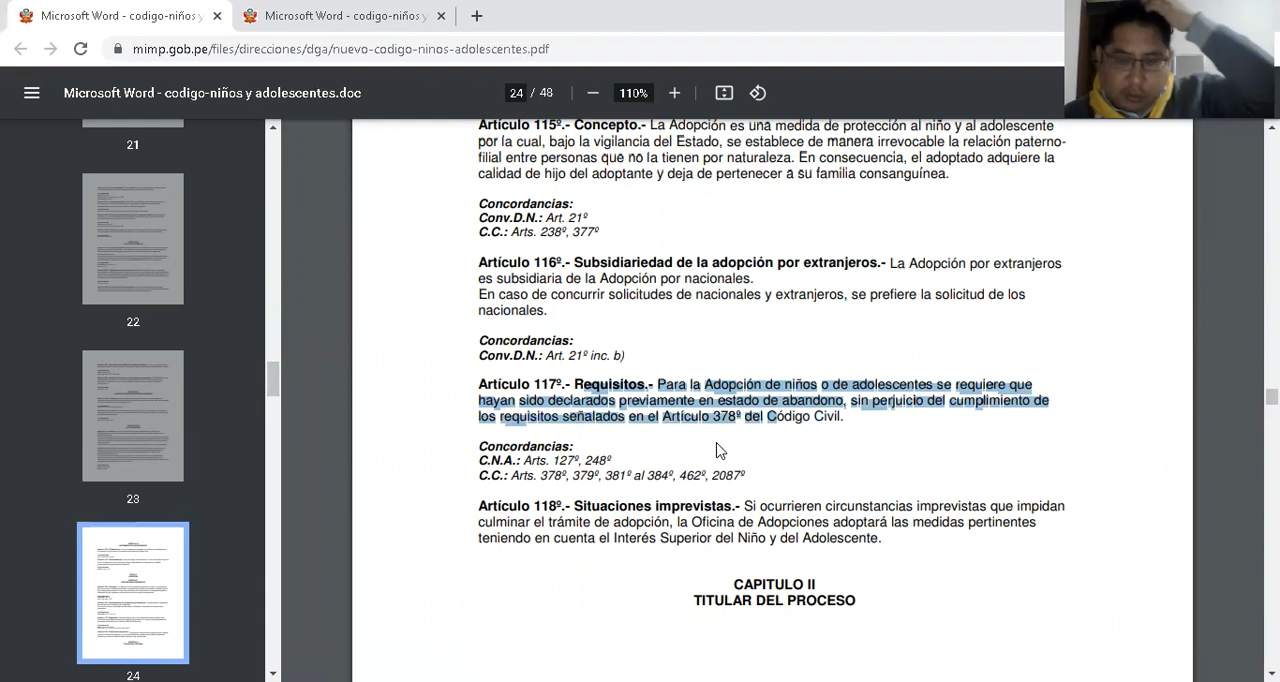 Microsoft Word - codigo-niños y
Microsoft Word - codigo-niños y
mimp.gob.pe/files/direcciones/dga/nuevo-codigo-ninos-adolescentes.pdf
Microsoft Word - codigo-niños y adolescentes.doc
24 / 48
110%
21
22
23
24
Artículo 115º.- Concepto.- La Adopción es una medida de protección al niño y al adolescente
por la cual, bajo la vigilancia del Estado, se establece de manera irrevocable la relación paterno-
filial entre personas que no la tienen por naturaleza. En consecuencia, el adoptado adquiere la
calidad de hijo del adoptante y deja de pertenecer a su familia consanguínea.
Concordancias:
Conv.D.N.: Art. 21º
C.C.: Arts. 238º, 377º
Artículo 116º.- Subsidiariedad de la adopción por extranjeros.- La Adopción por extranjeros
es subsidiaria de la Adopción por nacionales.
En caso de concurrir solicitudes de nacionales y extranjeros, se prefiere la solicitud de los
nacionales.
Concordancias:
Conv.D.N.: Art. 21º inc. b)
Artículo 117º.- Requisitos.- Para la Adopción de niños o de adolescentes se requiere que
hayan sido declarados previamente en estado de abandono, sin perjuicio del cumplimiento de
los requisitos señalados en el Artículo 378º del Código Civil.
Concordancias:
C.N.A.: Arts. 127º, 248º
C.C.: Arts. 378º, 379º, 381º al 384º, 462º, 2087º
Artículo 118º.- Situaciones imprevistas.- Si ocurrieren circunstancias imprevistas que impidan
culminar el trámite de adopción, la Oficina de Adopciones adoptará las medidas pertinentes
teniendo en cuenta el Interés Superior del Niño y del Adolescente.
CAPITULO II
TITULAR DEL PROCESO